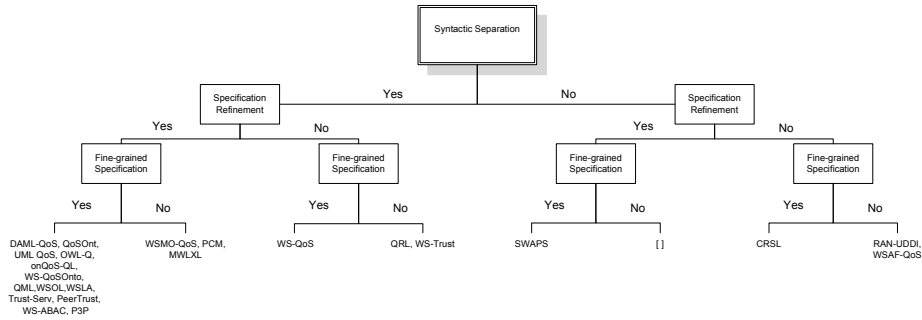 Syntactic Separation
Yes
No
Specification
Refinement
Specification
Refinement
Yes
No
Yes
No
Fine-grained
Specification
Fine-grained
Specification
Fine-grained
Specification
Fine-grained
Specification
Yes
No
Yes
No
Yes
No
Yes
No
DAML-QoS, QoSOnt,
UML QoS, OWL-Q,
onQoS-QL,
WS-QoSOnto,
QML,WSOL,WSLA,
Trust-Serv, PeerTrust,
WS-ABAC, P3P
WSMO-QoS, PCM,
MWLXL
WS-QoS
QRL, WS-Trust
SWAPS
[ ]
CRSL
RAN-UDDI,
WSAF-QoS